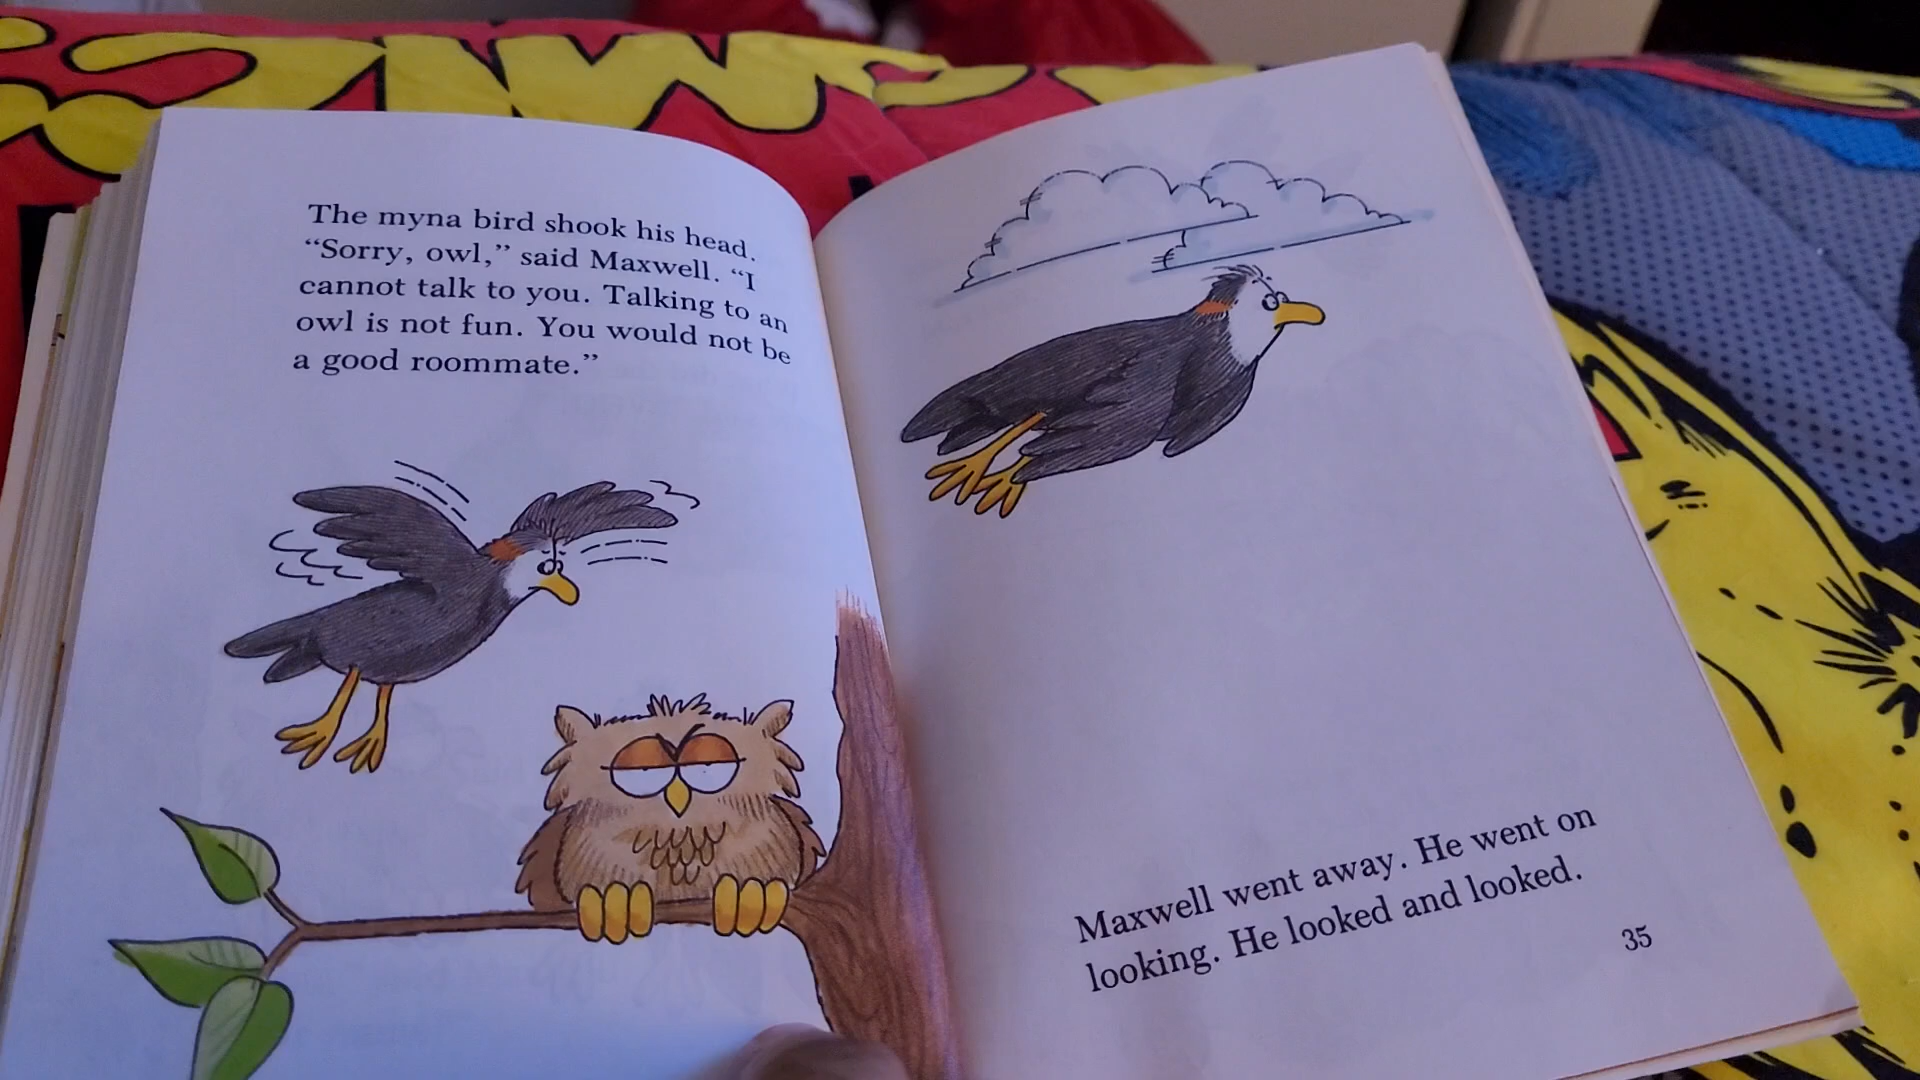 The myna bird shook his head.
“Sorry, owl,” said Maxwell. “I
cannot talk to you. Talking to an
owl is not fun. You would not be
a good roommate.”
Maxwell went away. He went on
looking. He looked and looked.
35